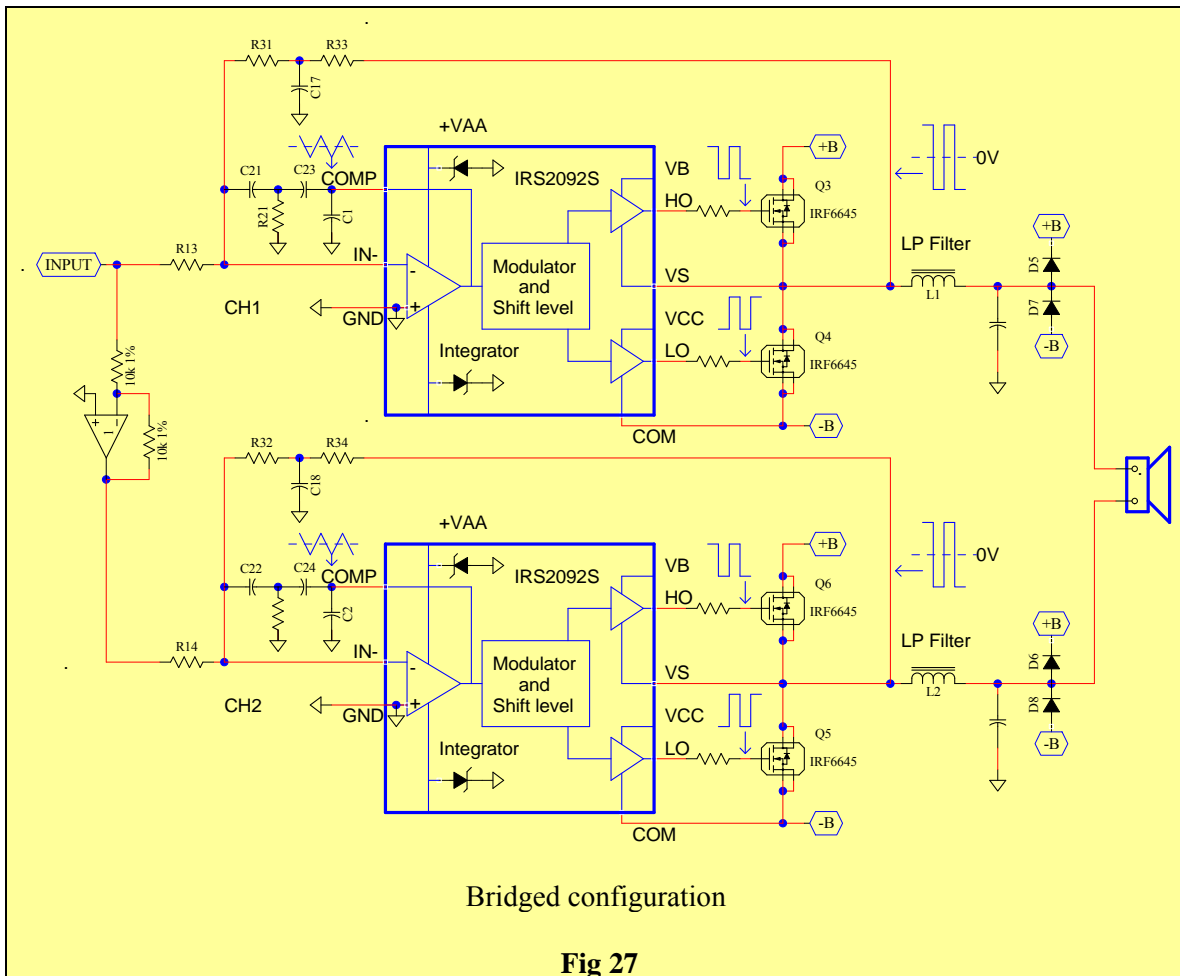 R31
R33
C17
+VAA
VB
+B
0V
C21
C23
COMP
IRS2092S
HO
Q3
IRF6645
LP Filter
+B
D5
R21
C1
INPUT
R13
IN-
-
Modulator
and
Shift level
VS
L1
CH1
+
GND
VCC
Q4
D7
Integrator
LO
IRF6645
-B
10k 1%
-B
COM
+
-
1
10k 1%
R32
R34
C18
+VAA
VB
+B
0V
C22
C24
COMP
IRS2092S
HO
Q6
IRF6645
LP Filter
+B
D6
C2
R14
IN-
-
Modulator
and
Shift level
VS
L2
CH2
+
GND
VCC
Q5
D8
Integrator
LO
IRF6645
-B
-B
COM
Bridged configuration
Fig 27